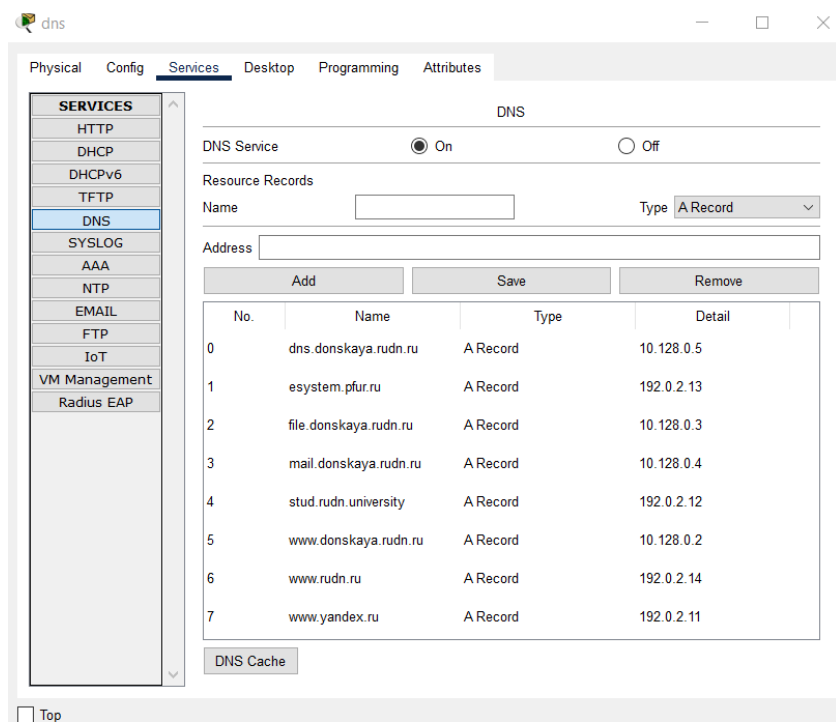 dns
Physical Config Services Desktop Programming Attributes
SERVICES
HTTP
DHCP
DHCPv6
TFTP
DNS
SYSLOG
AAA
NTP
EMAIL
FTP
IoT
VM Management
Radius EAP
DNS
DNS Service On Off
Resource Records
Name Type A Record
Address
Add Save Remove
No. Name Type Detail
0 dns.donskaya.rudn.ru A Record 10.128.0.5
1 esystem.pfur.ru A Record 192.0.2.13
2 file.donskaya.rudn.ru A Record 10.128.0.3
3 mail.donskaya.rudn.ru A Record 10.128.0.4
4 stud.rudn.university A Record 192.0.2.12
5 www.donskaya.rudn.ru A Record 10.128.0.2
6 www.rudn.ru A Record 192.0.2.14
7 www.yandex.ru A Record 192.0.2.11
DNS Cache
Top